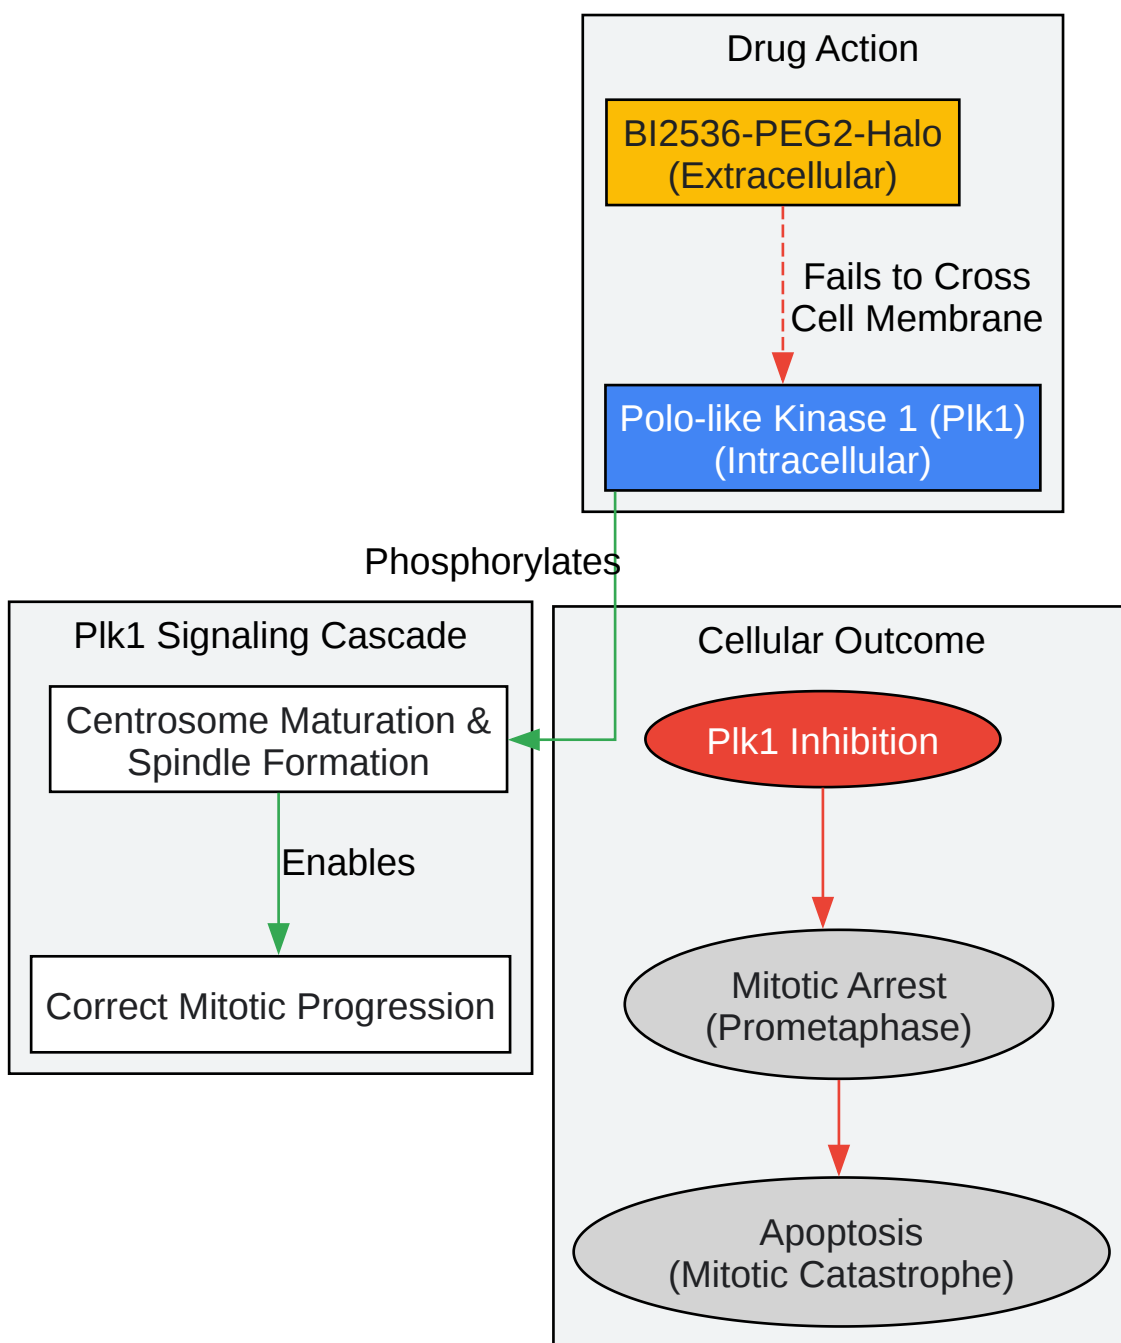 Drug Action
BI2536-PEG2-Halo
(Extracellular)
Fails to Cross
Cell Membrane
Polo-like Kinase 1 (Plk1)
(Intracellular)
Phosphorylates
Plk1 Signaling Cascade
Centrosome Maturation &
Spindle Formation
Enables
Correct Mitotic Progression
Cellular Outcome
Plk1 Inhibition
Mitotic Arrest
(Prometaphase)
Apoptosis
(Mitotic Catastrophe)